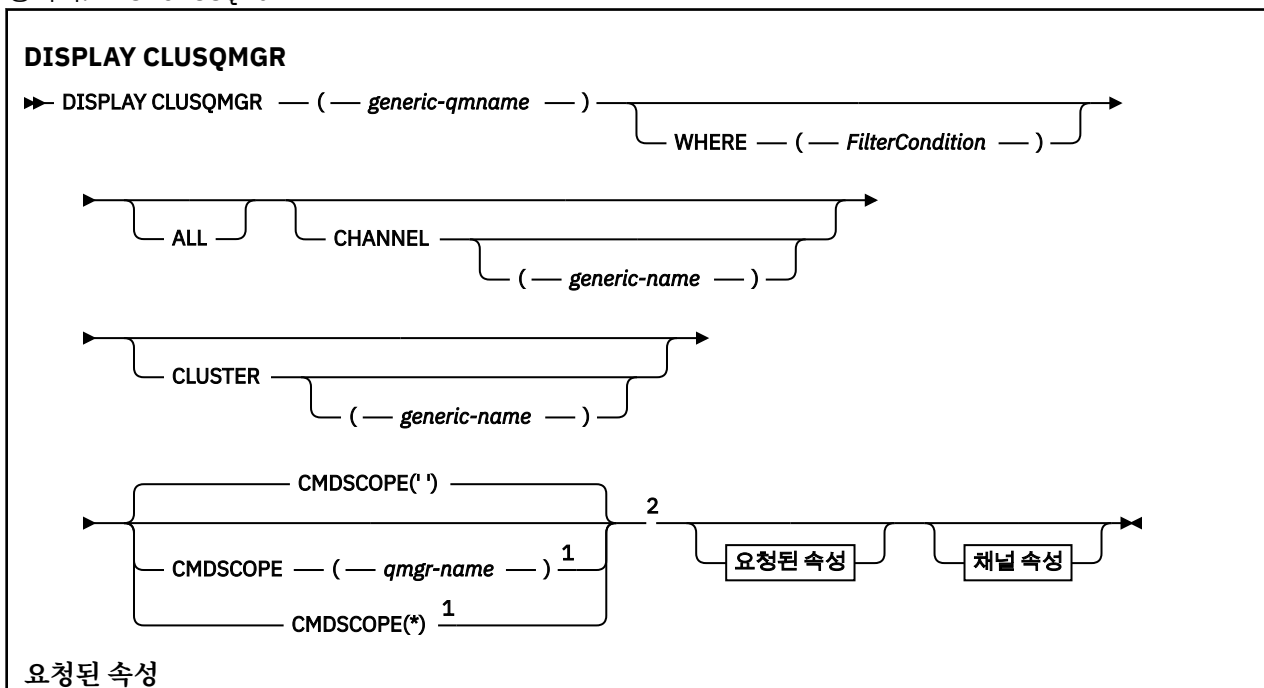 DISPLAY CLUSQMGR
DISPLAY CLUSQMGR — ( — generic-qmname — )
WHERE — ( — FilterCondition — )
ALL
CHANNEL
( — generic-name — )
CLUSTER
( — generic-name — )
CMDSCOPE(' ')
CMDSCOPE — ( — qmgr-name — ) 1
CMDSCOPE(*) 1
2
요청된 속성
채널 속성
요청된 속성